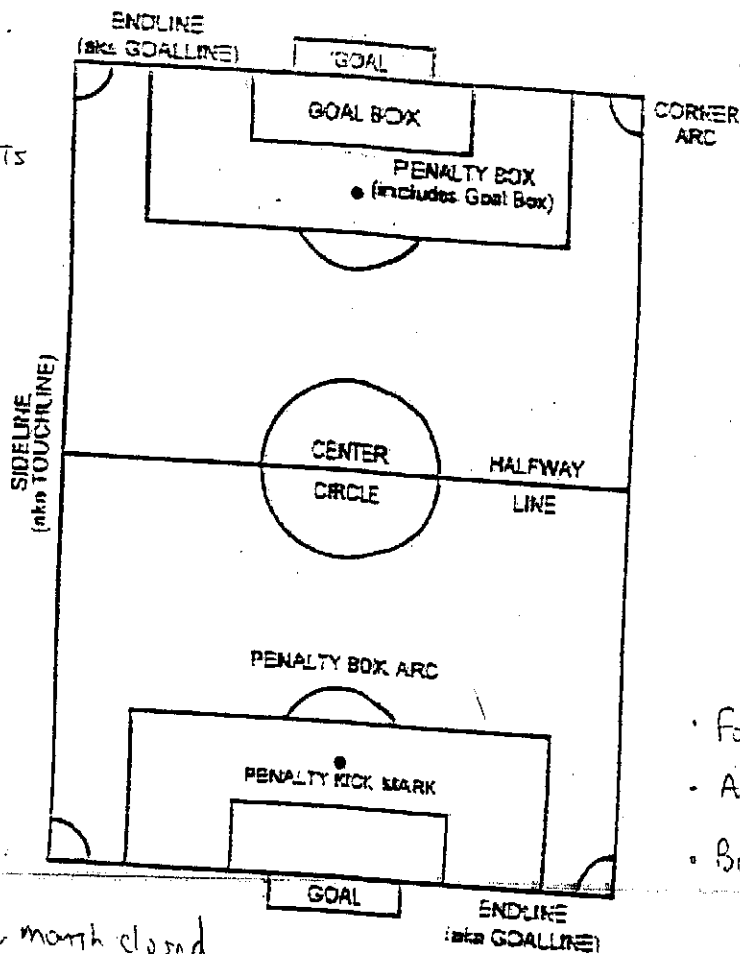 ENDLINE
(aka GOALLINE)
GOAL
GOAL BOX
CORNER
ARC
TS
PENALTY BOX
(includes Goal Box)
SIDELINE
(aka TOUCHLINE)
CENTER
CIRCLE
HALFWAY
LINE
PENALTY BOX ARC
PENALTY KICK MARK
GOAL
ENDLINE
(aka GOALLINE)
closed